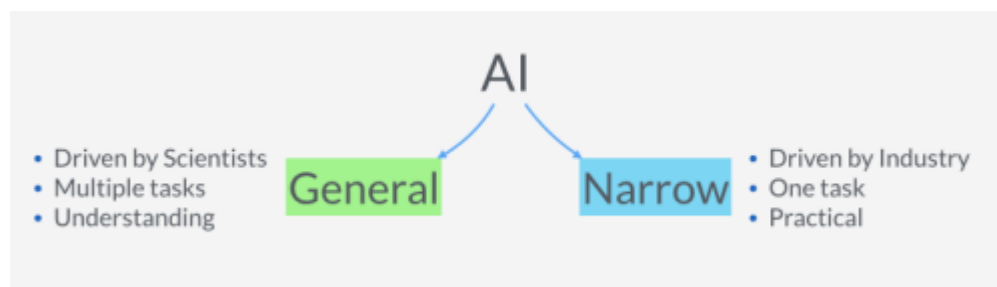 AI
• Driven by Scientists
• Multiple tasks
• Understanding
General
Narrow
• Driven by Industry
• One task
• Practical